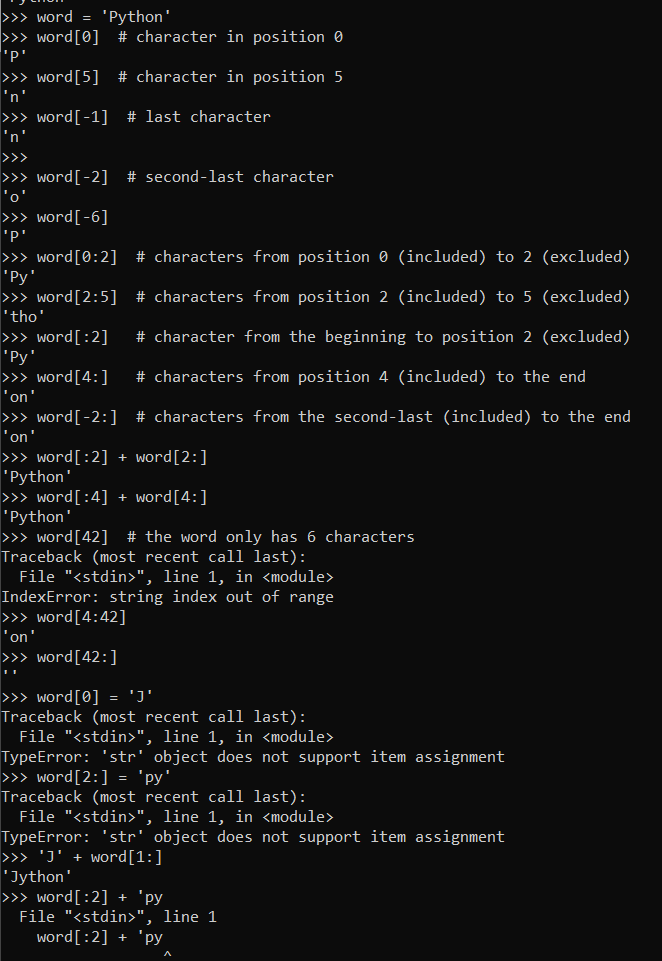 >>> word = 'Python'
>>> word[0]  # character in position 0
'P'
>>> word[5]  # character in position 5
'n'
>>> word[-1]  # last character
'n'
>>>
>>> word[-2]  # second-last character
'o'
>>> word[-6]
'P'
>>> word[0:2]  # characters from position 0 (included) to 2 (excluded)
'Py'
>>> word[2:5]  # characters from position 2 (included) to 5 (excluded)
'tho'
>>> word[:2]   # character from the beginning to position 2 (excluded)
'Py'
>>> word[4:]   # characters from position 4 (included) to the end
'on'
>>> word[-2:]  # characters from the second-last (included) to the end
'on'
>>> word[:2] + word[2:]
'Python'
>>> word[:4] + word[4:]
'Python'
>>> word[42]  # the word only has 6 characters
Traceback (most recent call last):
  File "<stdin>", line 1, in <module>
IndexError: string index out of range
>>> word[4:42]
'on'
>>> word[42:]
''
>>> word[0] = 'J'
Traceback (most recent call last):
  File "<stdin>", line 1, in <module>
TypeError: 'str' object does not support item assignment
>>> word[2:] = 'py'
Traceback (most recent call last):
  File "<stdin>", line 1, in <module>
TypeError: 'str' object does not support item assignment
>>> 'J' + word[1:]
'Jython'
>>> word[:2] + 'py
  File "<stdin>", line 1
    word[:2] + 'py
                  ^